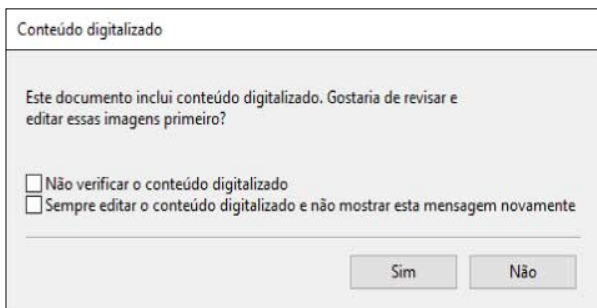 Conteúdo digitalizado
Este documento inclui conteúdo digitalizado. Gostaria de revisar e
editar essas imagens primeiro?
Não verificar o conteúdo digitalizado
Sempre editar o conteúdo digitalizado e não mostrar esta mensagem novamente
Sim
Não